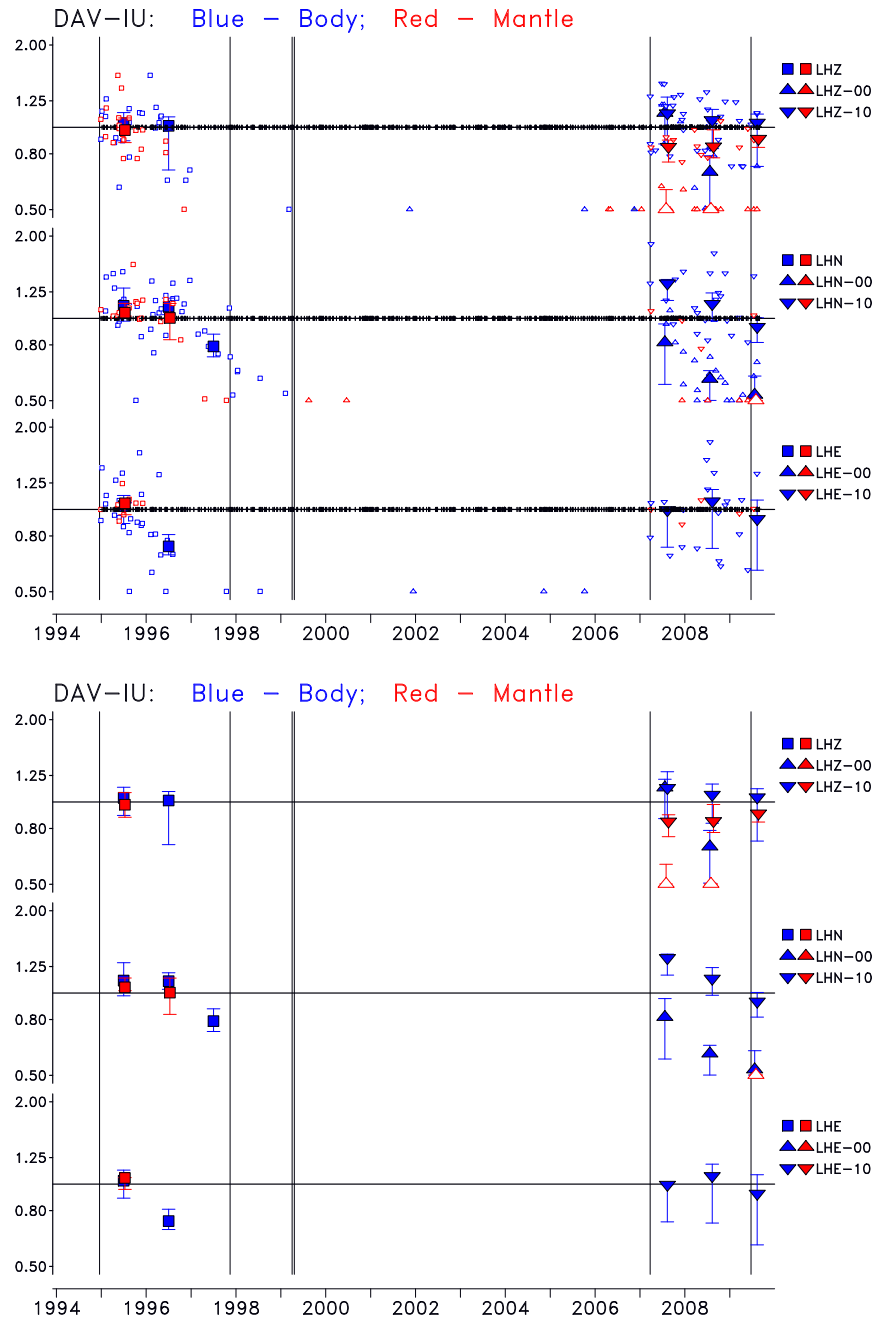 DAV-IU: Blue - Body; Red - Mantle
2.00
LHZ
LHZ-00
1.25
LHZ-10
0.80
0.50
2.00
LHN
LHN-00
1.25
LHN-10
0.80
0.50
2.00
LHE
LHE-00
1.25
LHE-10
0.80
0.50
1994 1996 1998 2000 2002 2004 2006 2008
DAV-IU: Blue - Body; Red - Mantle
2.00
LHZ
LHZ-00
1.25
LHZ-10
0.80
0.50
2.00
LHN
LHN-00
1.25
LHN-10
0.80
0.50
2.00
LHE
LHE-00
1.25
LHE-10
0.80
0.50
1994 1996 1998 2000 2002 2004 2006 2008